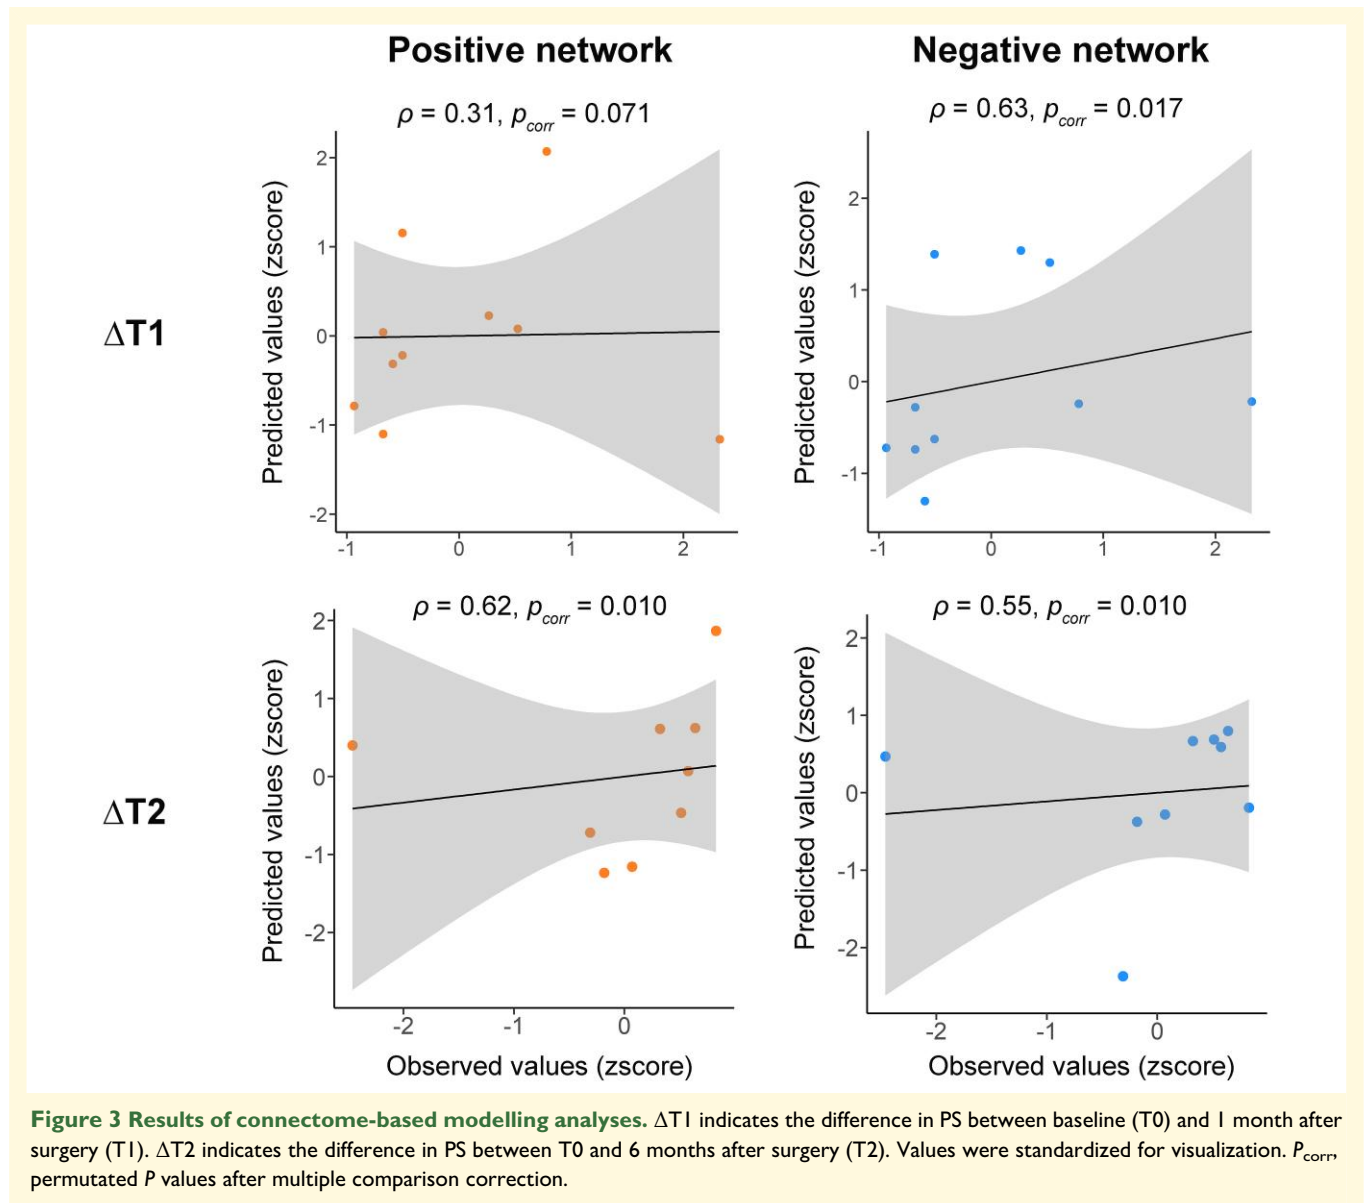 Positive network
Negative network
ρ = 0.31, pcorr = 0.071
ρ = 0.63, pcorr = 0.017
ΔT1
Predicted values (zscore)
2
1
0
-1
-2
-1
0
1
2
Predicted values (zscore)
2
1
0
-1
-1
0
1
2
ρ = 0.62, pcorr = 0.010
ρ = 0.55, pcorr = 0.010
ΔT2
Predicted values (zscore)
2
1
0
-1
-2
-2
-1
0
Observed values (zscore)
Predicted values (zscore)
2
1
0
-1
-2
-2
-1
0
Observed values (zscore)
Figure 3 Results of connectome-based modelling analyses. ΔT1 indicates the difference in PS between baseline (T0) and 1 month after
surgery (T1). ΔT2 indicates the difference in PS between T0 and 6 months after surgery (T2). Values were standardized for visualization. Pcorr,
permutated P values after multiple comparison correction.